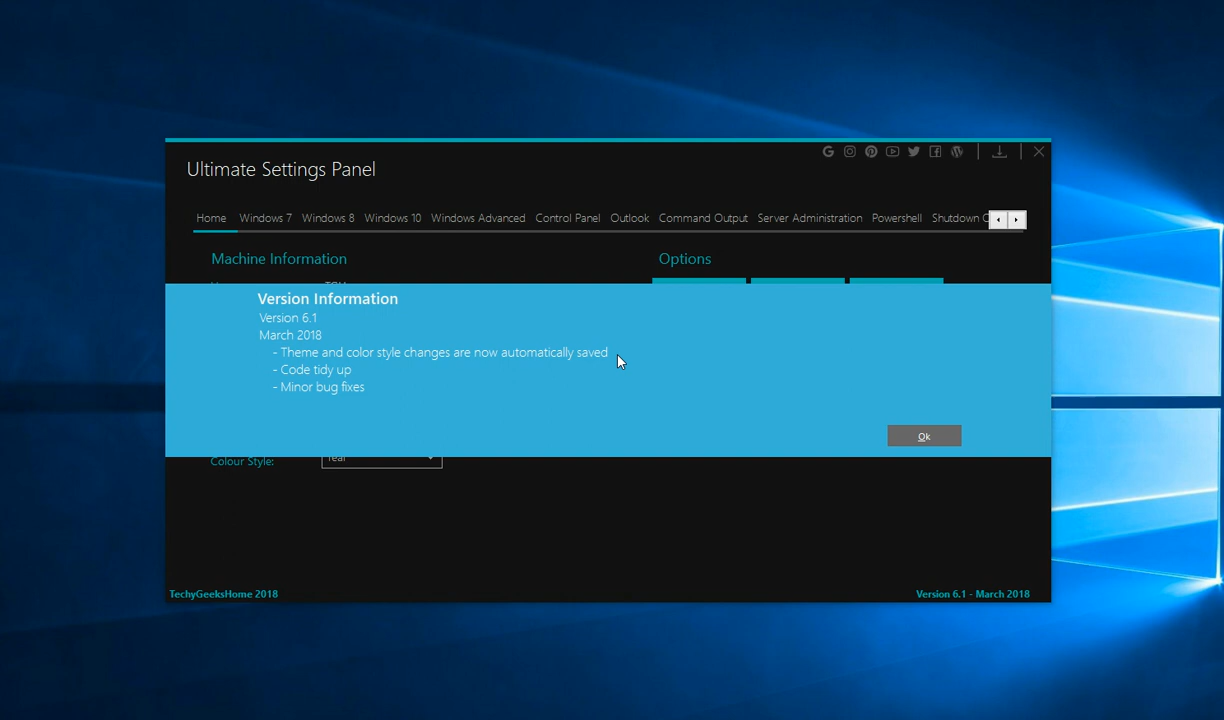 Ultimate Settings Panel
Home Windows 7 Windows 8 Windows 10 Windows Advanced Control Panel Outlook Command Output Server Administration Powershell Shutdown
Machine Information
Options
Version Information
Version 6.1
March 2018
- Theme and color style changes are now automatically saved
- Code tidy up
- Minor bug fixes
Ok
Colour Style:
Teal
TechyGeeksHome 2018
Version 6.1 - March 2018